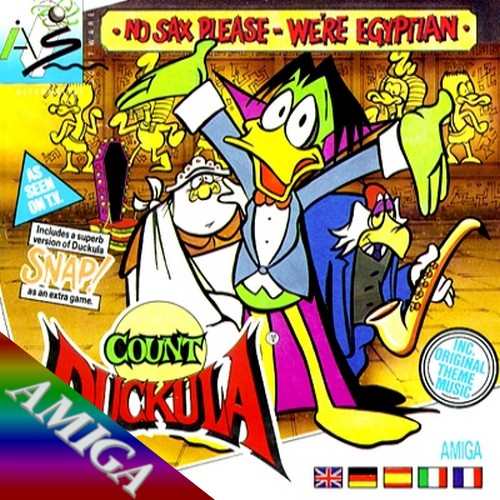 NO SAX PLEASE - WE'RE EGYPTIAN
AS
SEEN
ON T.V.
Includes a superb
version of Duckula
SNAP!
as an extra game.
COUNT
DUCKULA
INC.
ORIGINAL
THEME
MUSIC
AMIGA
AMIGA